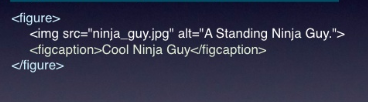 <figure>
<img src="ninja_guy.jpg" alt="A Standing Ninja Guy.">
<figcaption>Cool Ninja Guy</figcaption>
</figure>